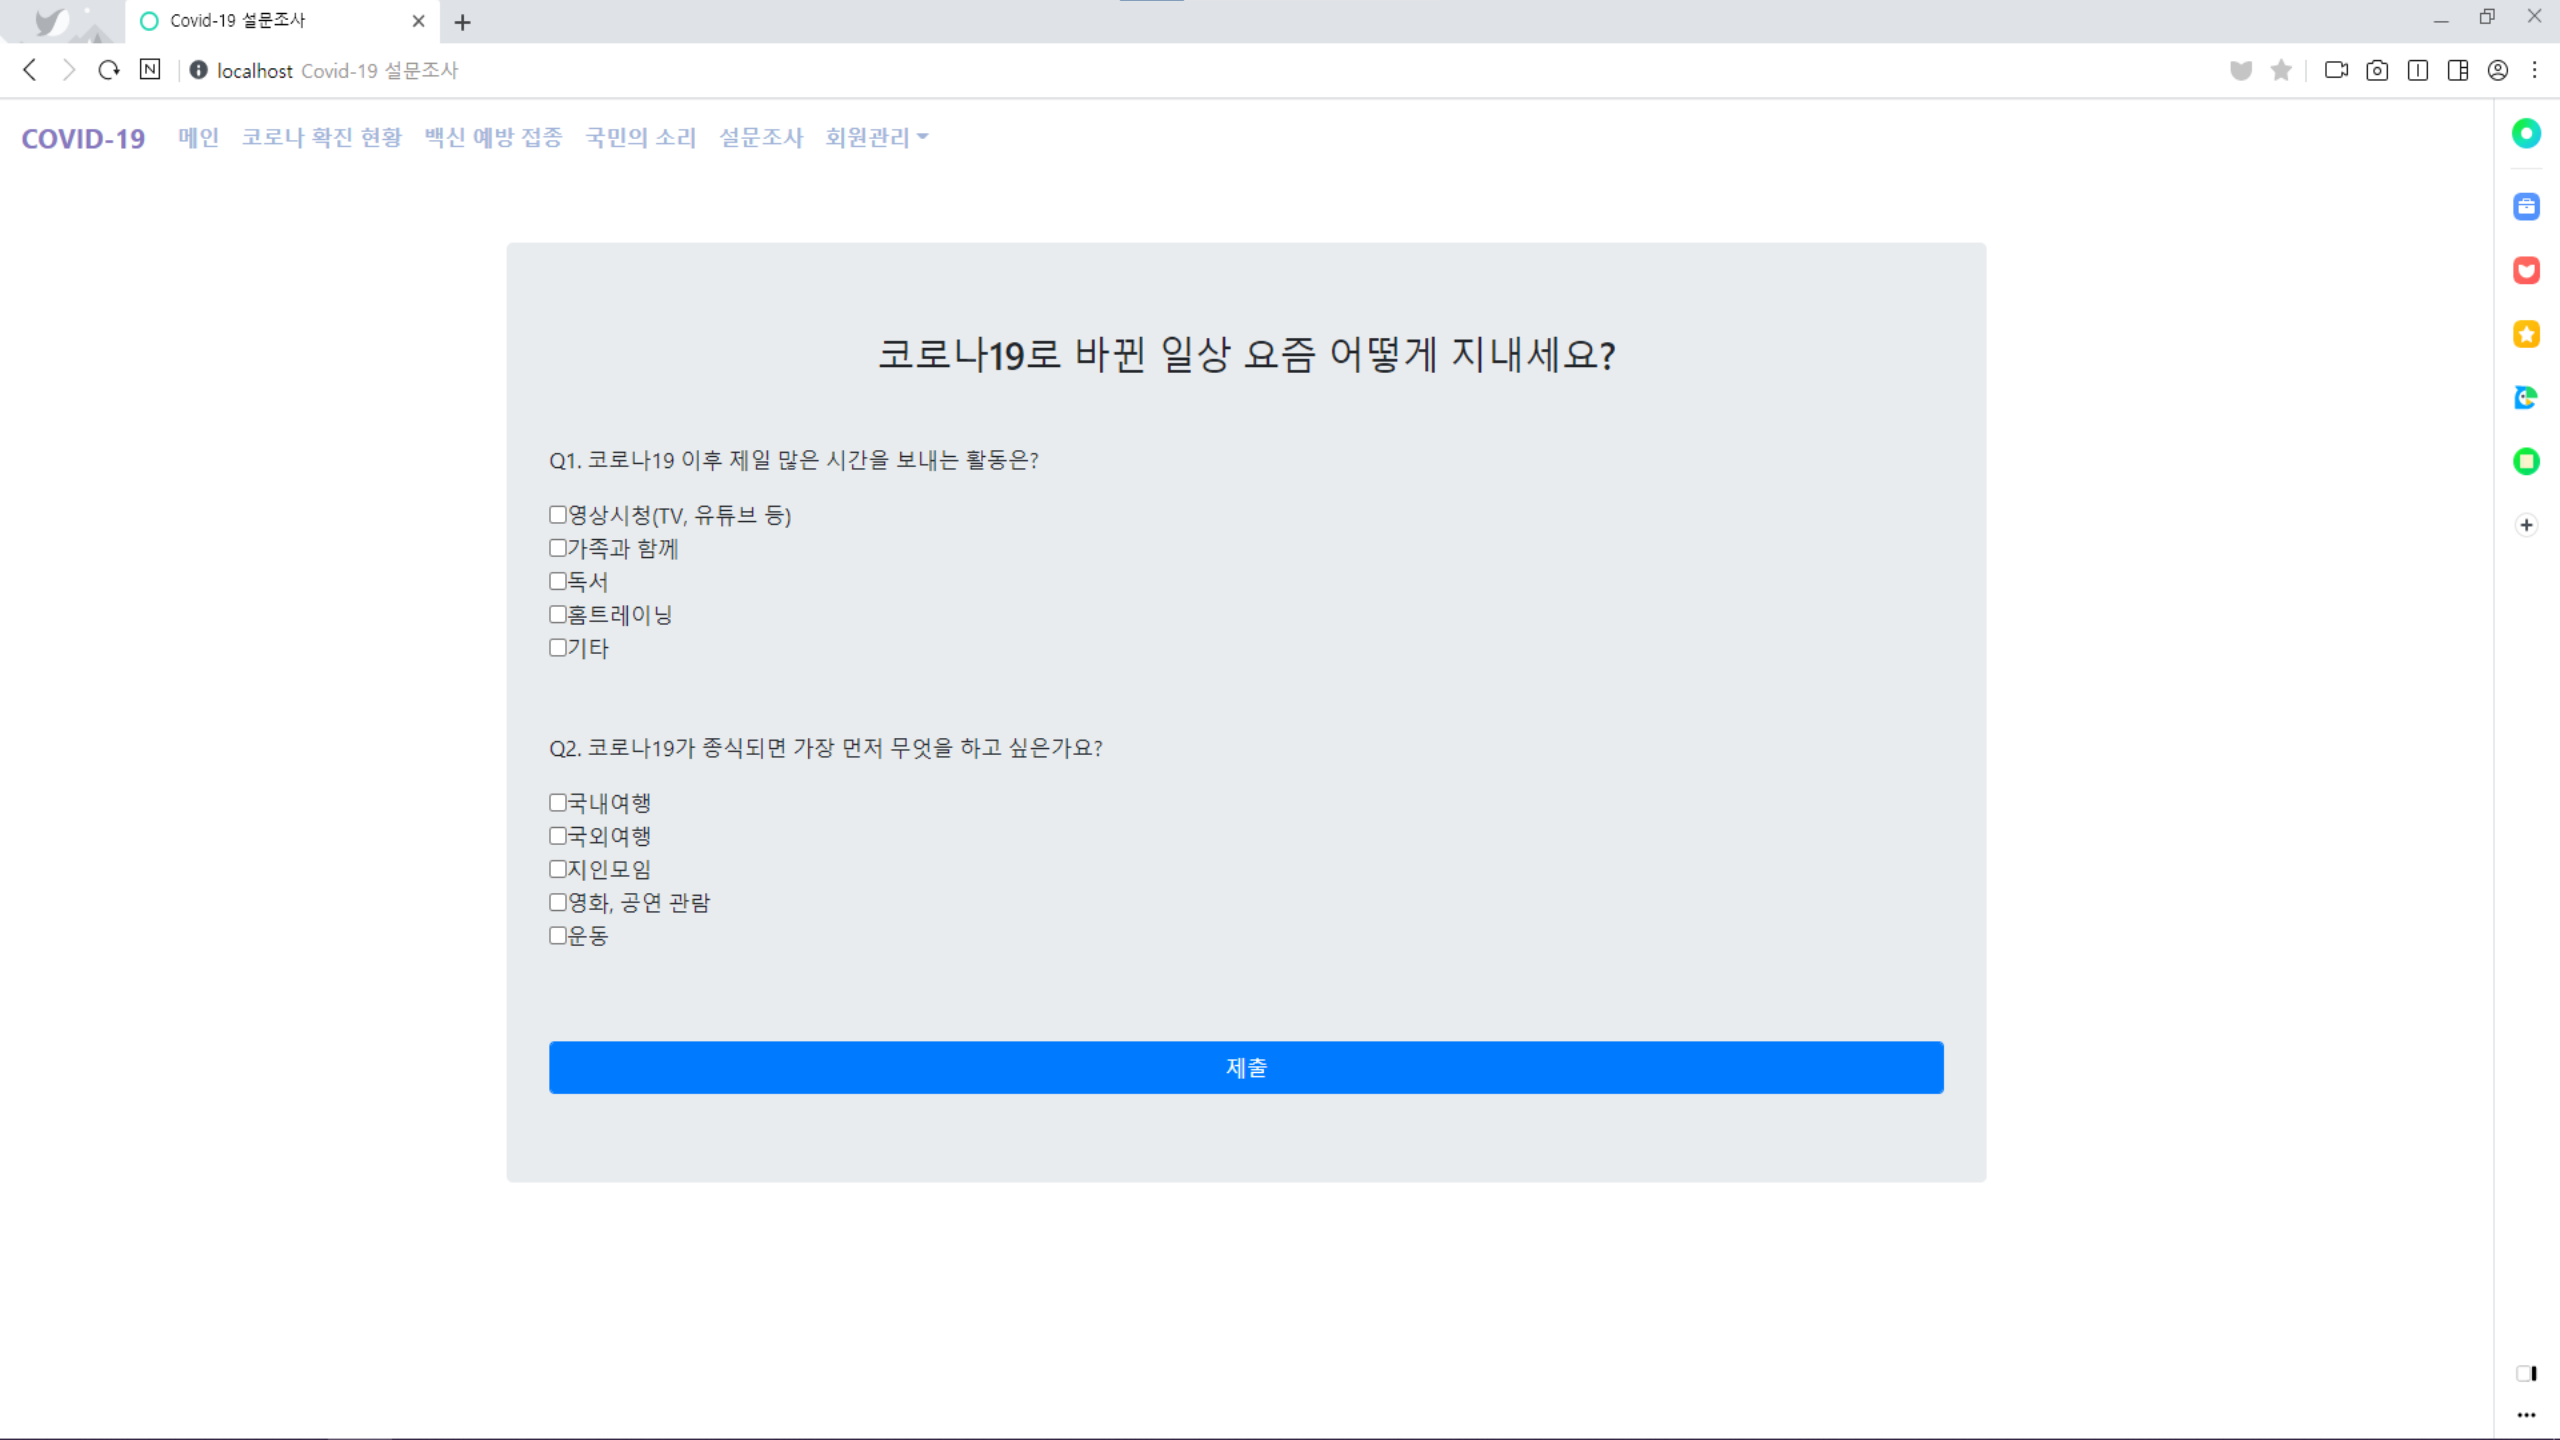 Covid-19 설문조사
N localhost Covid-19 설문조사
COVID-19 메인 코로나 확진 현황 백신 예방 접종 국민의 소리 설문조사 회원관리
코로나19로 바뀐 일상 요즘 어떻게 지내세요?
Q1. 코로나19 이후 제일 많은 시간을 보내는 활동은?
영상시청(TV, 유튜브 등)
가족과 함께
독서
홈트레이닝
기타
Q2. 코로나19가 종식되면 가장 먼저 무엇을 하고 싶은가요?
국내여행
국외여행
지인모임
영화, 공연 관람
운동
제출